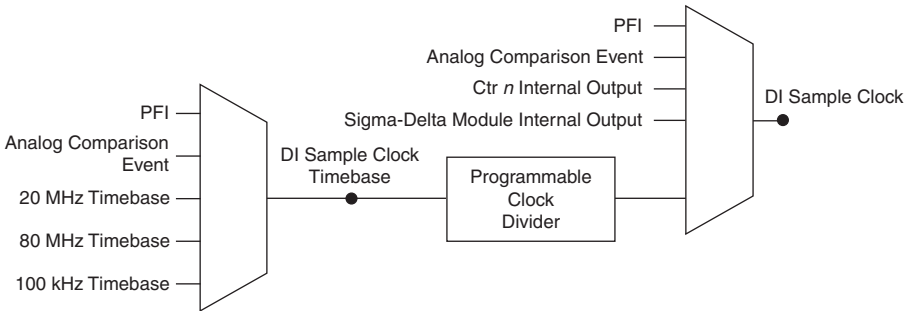 PFI
Analog Comparison Event
Ctr n Internal Output
Sigma-Delta Module Internal Output
DI Sample Clock
PFI
Analog Comparison
Event
20 MHz Timebase
80 MHz Timebase
100 kHz Timebase
DI Sample Clock
Timebase
Programmable
Clock
Divider